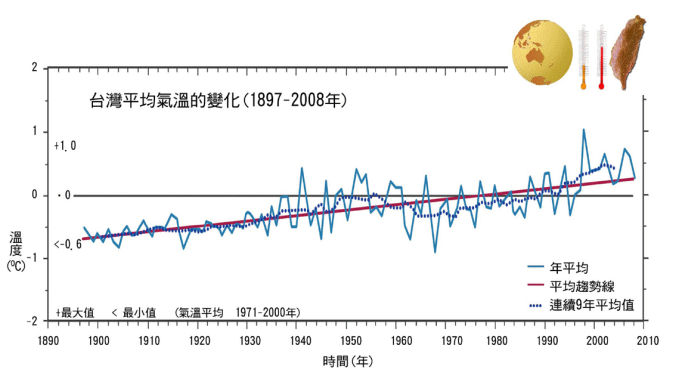 台灣平均氣溫的變化(1897-2008年)
2
1
0
-1
-2
+1.0
・0
<-0.6
溫度(℃)
年平均
平均趨勢線
連續9年平均值
+最大值 < 最小值 (氣溫平均 1971-2000年)
1890 1900 1910 1920 1930 1940 1950 1960 1970 1980 1990 2000 2010
時間(年)